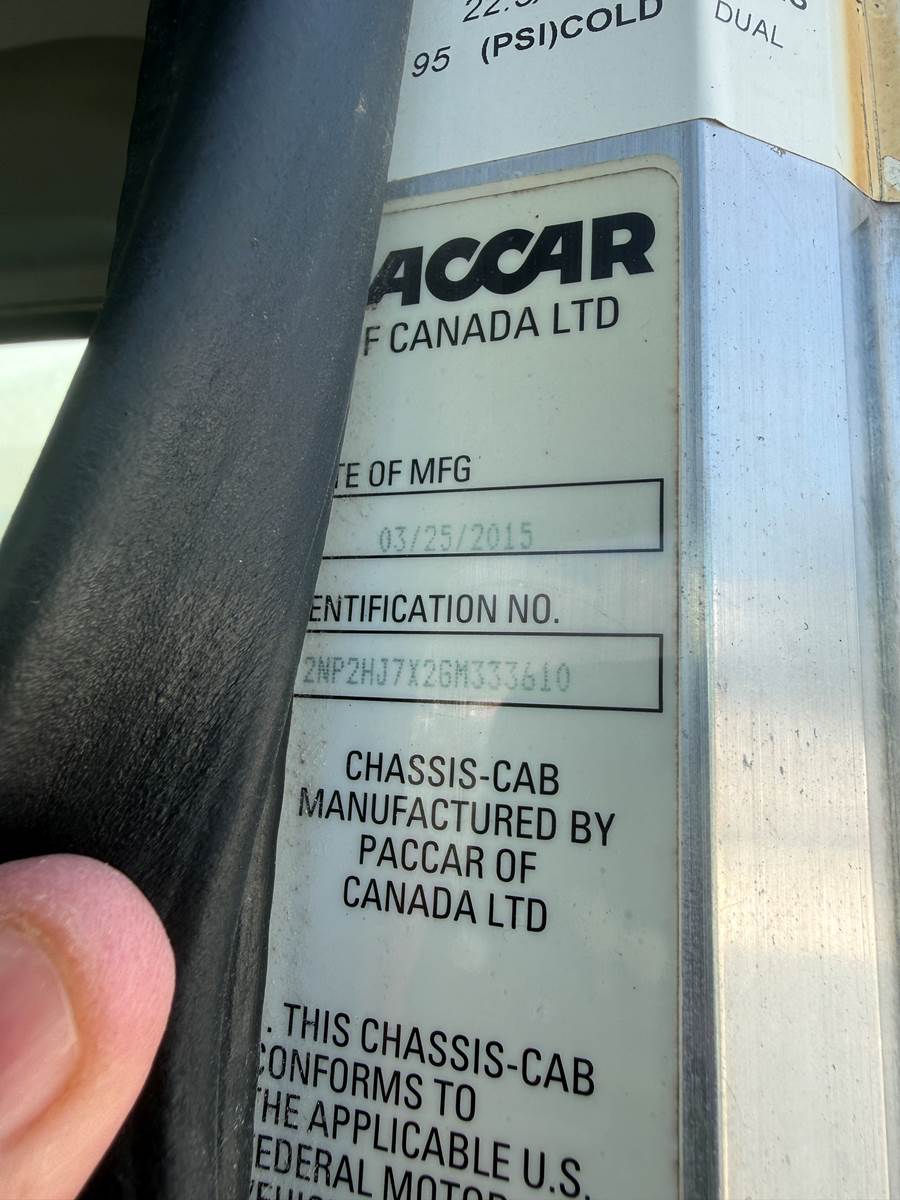 95 (PSI)COLD DUAL
ACCAR
F CANADA LTD
TE OF MFG
03/25/2015
ENTIFICATION NO.
2NP2HJ7X2GM333610
CHASSIS-CAB
MANUFACTURED BY
PACCAR OF
CANADA LTD
. THIS CHASSIS-CAB
CONFORMS TO
THE APPLICABLE U.S.
EDERAL MOTOR